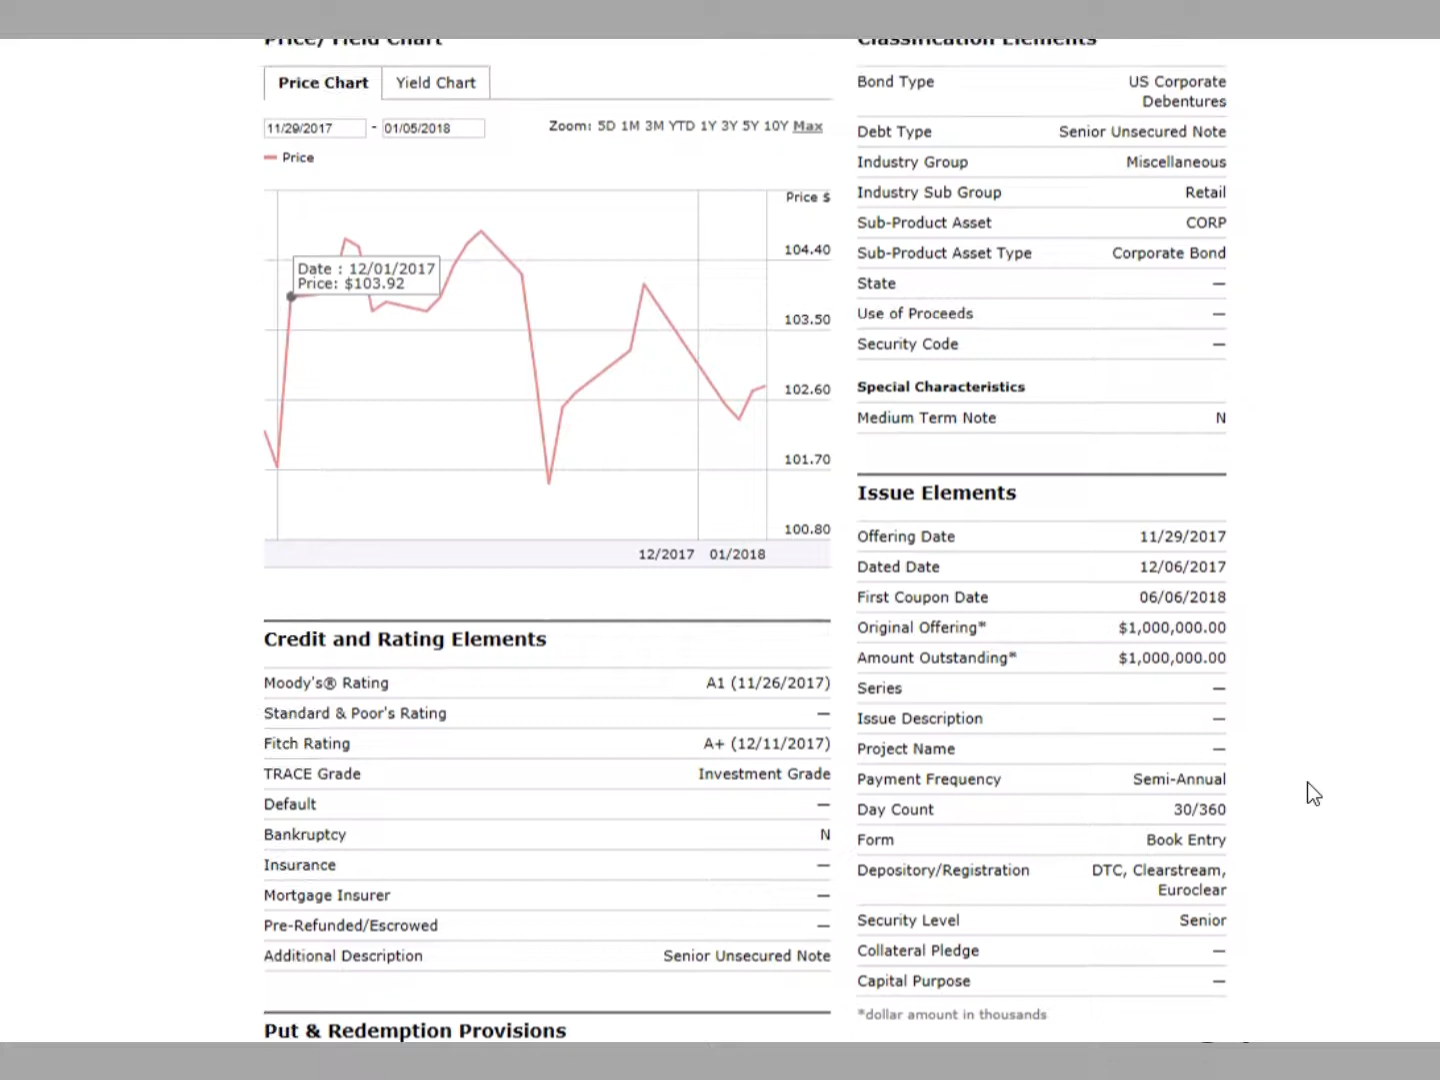 Price/Yield Chart
Price Chart
Yield Chart
11/29/2017 - 01/05/2018
Zoom: 5D 1M 3M YTD 1Y 3Y 5Y 10Y Max
Price
Price $
104.40
Date : 12/01/2017
Price: $103.92
103.50
102.60
101.70
100.80
12/2017 01/2018
Credit and Rating Elements
Moody's® Rating A1 (11/26/2017)
Standard & Poor's Rating —
Fitch Rating A+ (12/11/2017)
TRACE Grade Investment Grade
Default —
Bankruptcy N
Insurance —
Mortgage Insurer —
Pre-Refunded/Escrowed —
Additional Description Senior Unsecured Note
Put & Redemption Provisions
Classification Elements
Bond Type US Corporate
Debentures
Debt Type Senior Unsecured Note
Industry Group Miscellaneous
Industry Sub Group Retail
Sub-Product Asset CORP
Sub-Product Asset Type Corporate Bond
State —
Use of Proceeds —
Security Code —
Special Characteristics
Medium Term Note N
Issue Elements
Offering Date 11/29/2017
Dated Date 12/06/2017
First Coupon Date 06/06/2018
Original Offering* $1,000,000.00
Amount Outstanding* $1,000,000.00
Series —
Issue Description —
Project Name —
Payment Frequency Semi-Annual
Day Count 30/360
Form Book Entry
Depository/Registration DTC, Clearstream,
Euroclear
Security Level Senior
Collateral Pledge —
Capital Purpose —
*dollar amount in thousands